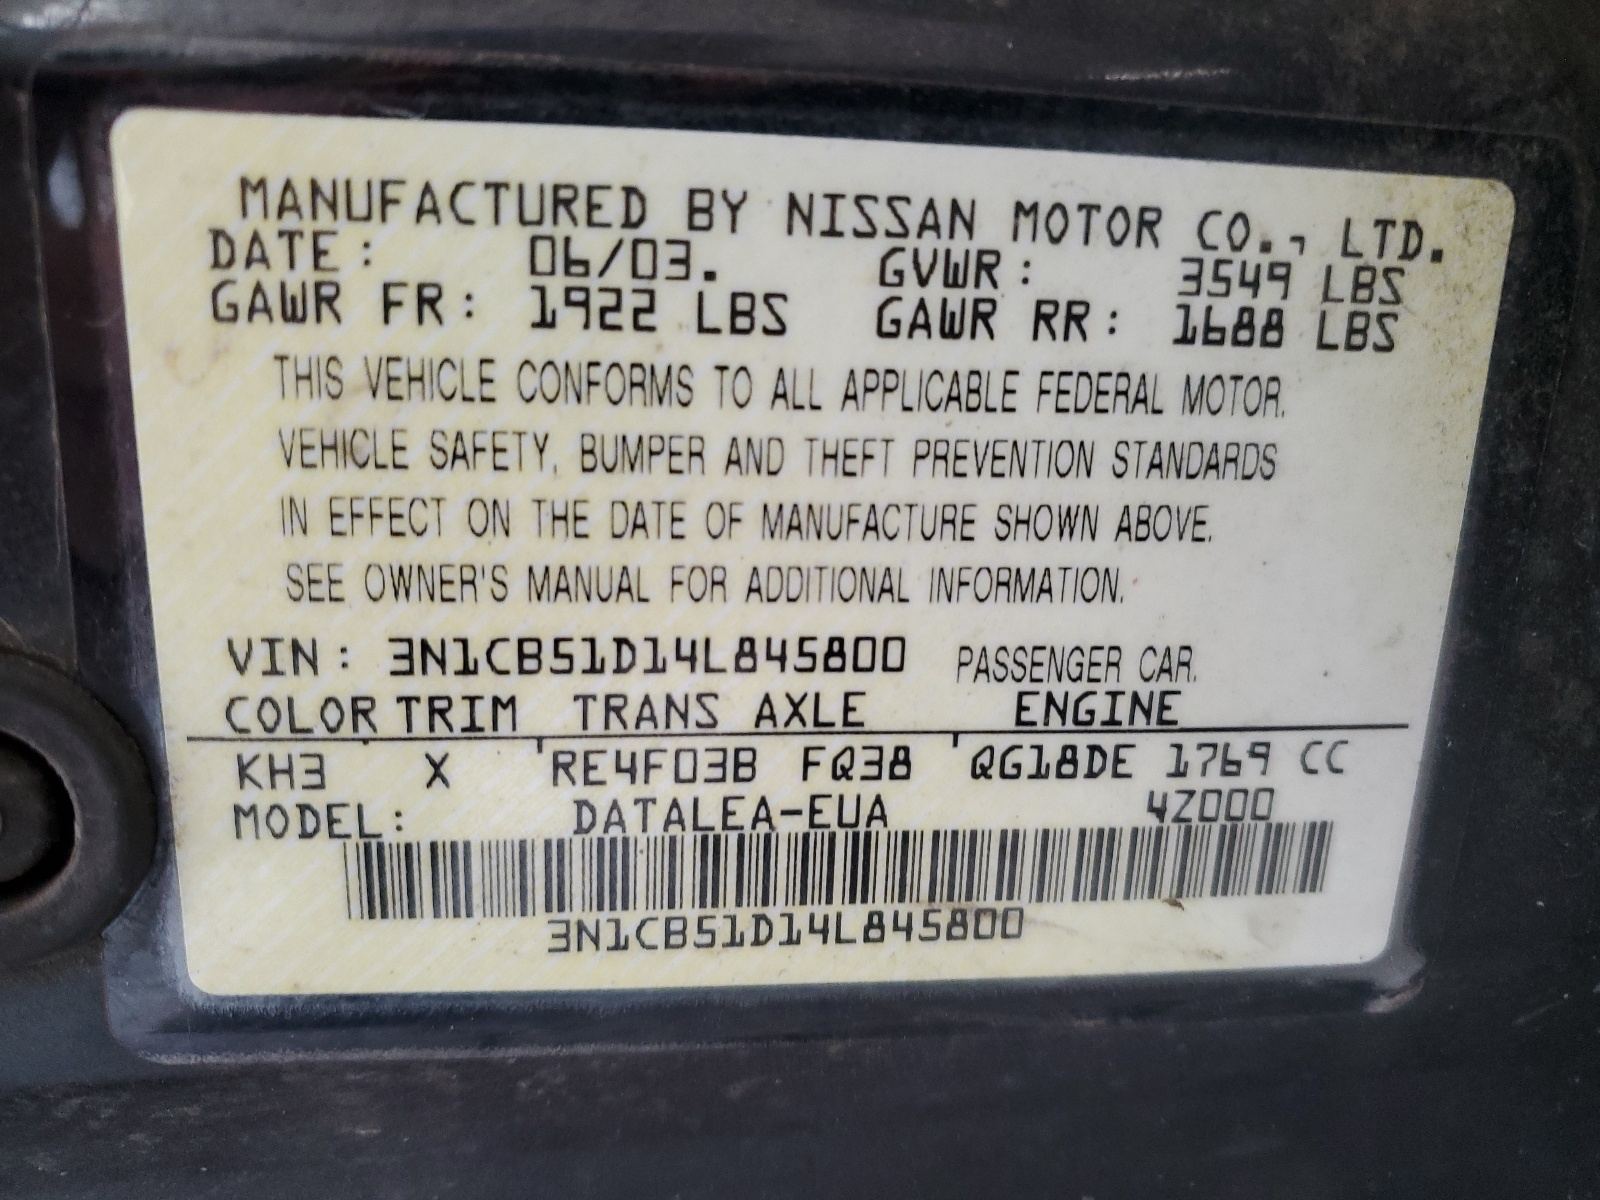 MANUFACTURED BY NISSAN MOTOR CO., LTD.
DATE: 06/03. GVWR: 3549 LBS
GAWR FR: 1922 LBS GAWR RR: 1688 LBS
THIS VEHICLE CONFORMS TO ALL APPLICABLE FEDERAL MOTOR.
VEHICLE SAFETY, BUMPER AND THEFT PREVENTION STANDARDS
IN EFFECT ON THE DATE OF MANUFACTURE SHOWN ABOVE.
SEE OWNER'S MANUAL FOR ADDITIONAL INFORMATION.
VIN: 3N1CB51D14L845800 PASSENGER CAR.
COLOR TRIM TRANS AXLE ENGINE
KH3 X RE4F03B FQ38 QG18DE 1769 CC
MODEL: DATALEA-EUA 4Z000
3N1CB51D14L845800